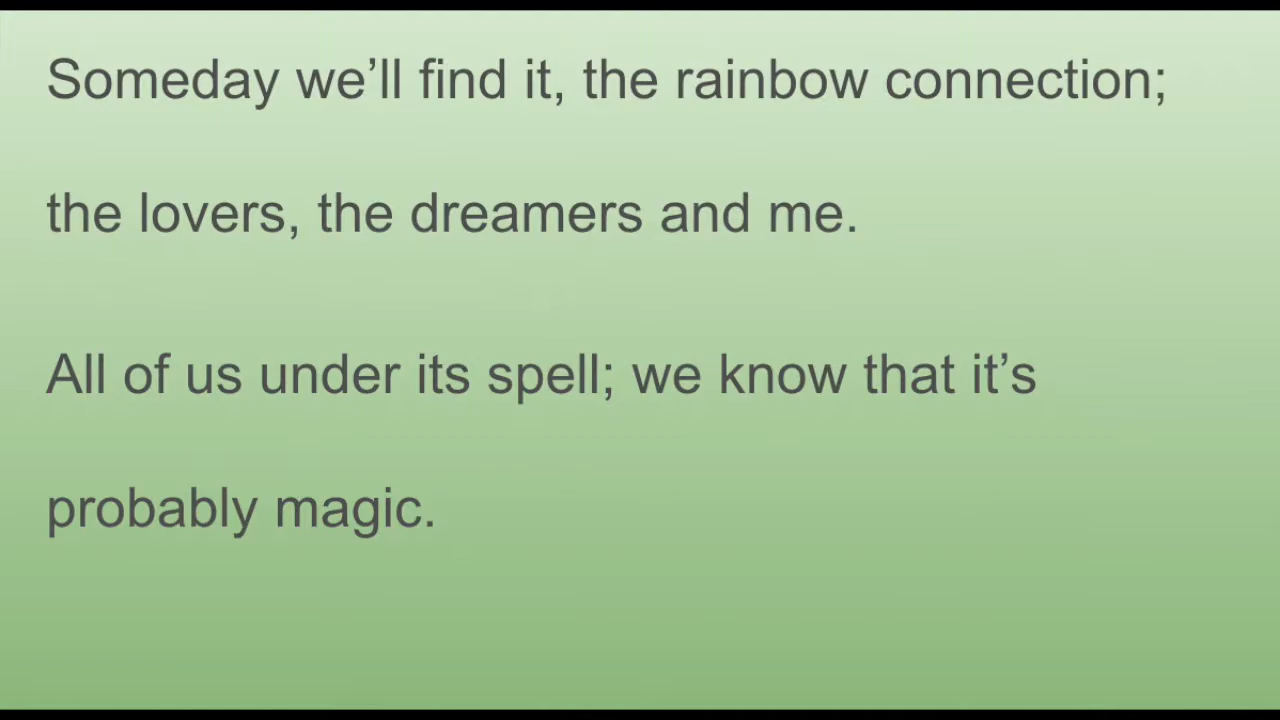 Someday we’ll find it, the rainbow connection;
the lovers, the dreamers and me.
All of us under its spell; we know that it’s
probably magic.